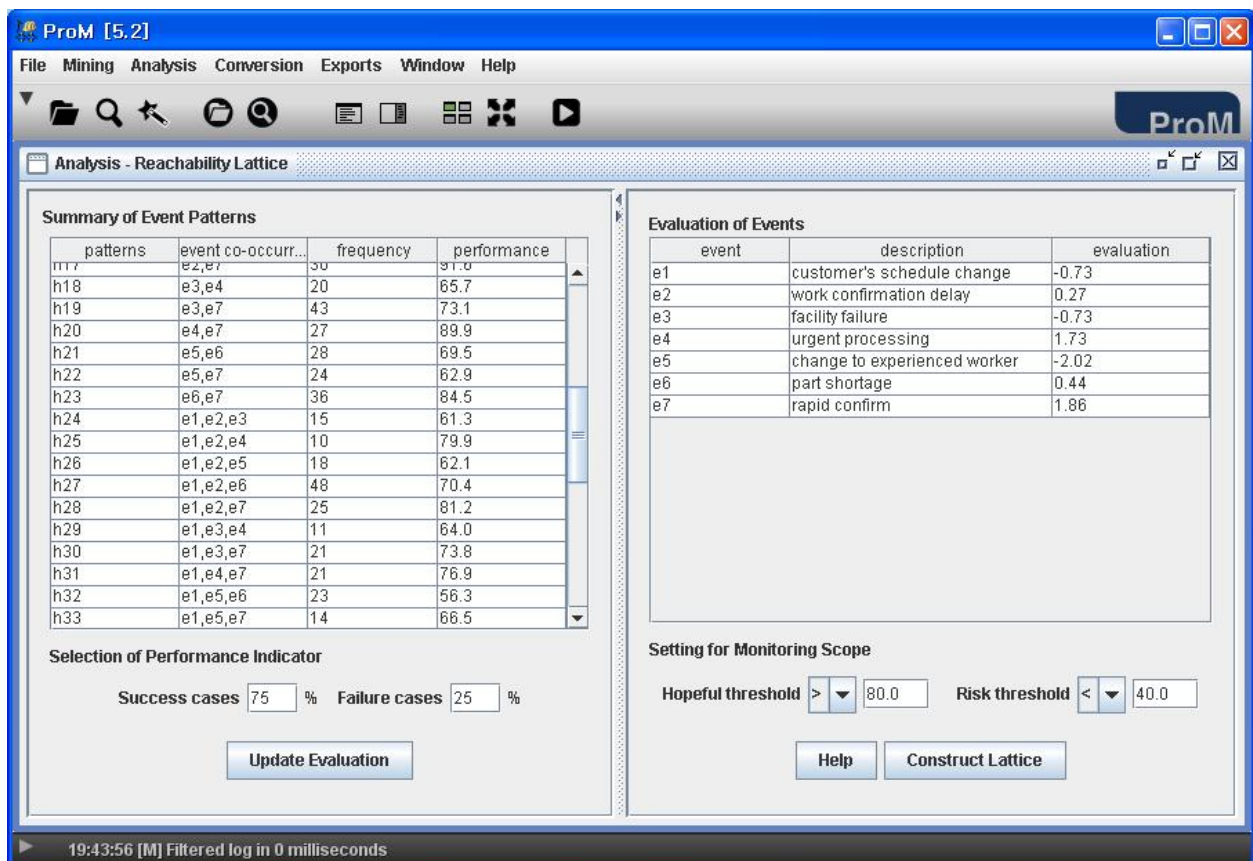 ProM [5.2]
File Mining Analysis Conversion Exports Window Help
ProM
Analysis - Reachability Lattice
Summary of Event Patterns
patterns event co-occurr... frequency performance
h17 e2,e7 30 91.6
h18 e3,e4 20 65.7
h19 e3,e7 43 73.1
h20 e4,e7 27 89.9
h21 e5,e6 28 69.5
h22 e5,e7 24 62.9
h23 e6,e7 36 84.5
h24 e1,e2,e3 15 61.3
h25 e1,e2,e4 10 79.9
h26 e1,e2,e5 18 62.1
h27 e1,e2,e6 48 70.4
h28 e1,e2,e7 25 81.2
h29 e1,e3,e4 11 64.0
h30 e1,e3,e7 21 73.8
h31 e1,e4,e7 21 76.9
h32 e1,e5,e6 23 56.3
h33 e1,e5,e7 14 66.5
Selection of Performance Indicator
Success cases 75 % Failure cases 25 %
Update Evaluation
Evaluation of Events
event description evaluation
e1 customer's schedule change -0.73
e2 work confirmation delay 0.27
e3 facility failure -0.73
e4 urgent processing 1.73
e5 change to experienced worker -2.02
e6 part shortage 0.44
e7 rapid confirm 1.86
Setting for Monitoring Scope
Hopeful threshold > 80.0 Risk threshold < 40.0
Help Construct Lattice
19:43:56 [M] Filtered log in 0 milliseconds